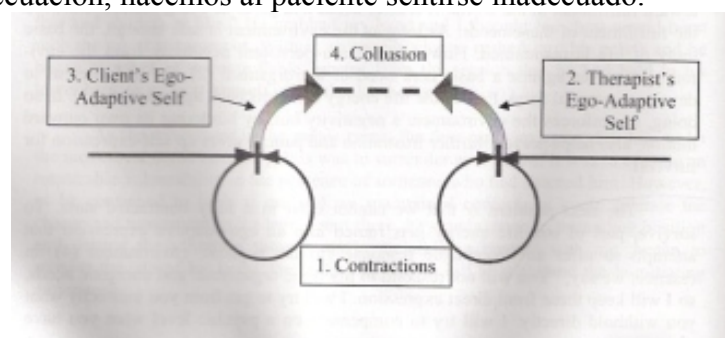 ecuación, hacemos al paciente sentirse inadecuado.
4. Collusion
3. Client's Ego-
Adaptive Self
2. Therapist's
Ego-Adaptive
Self
1. Contractions